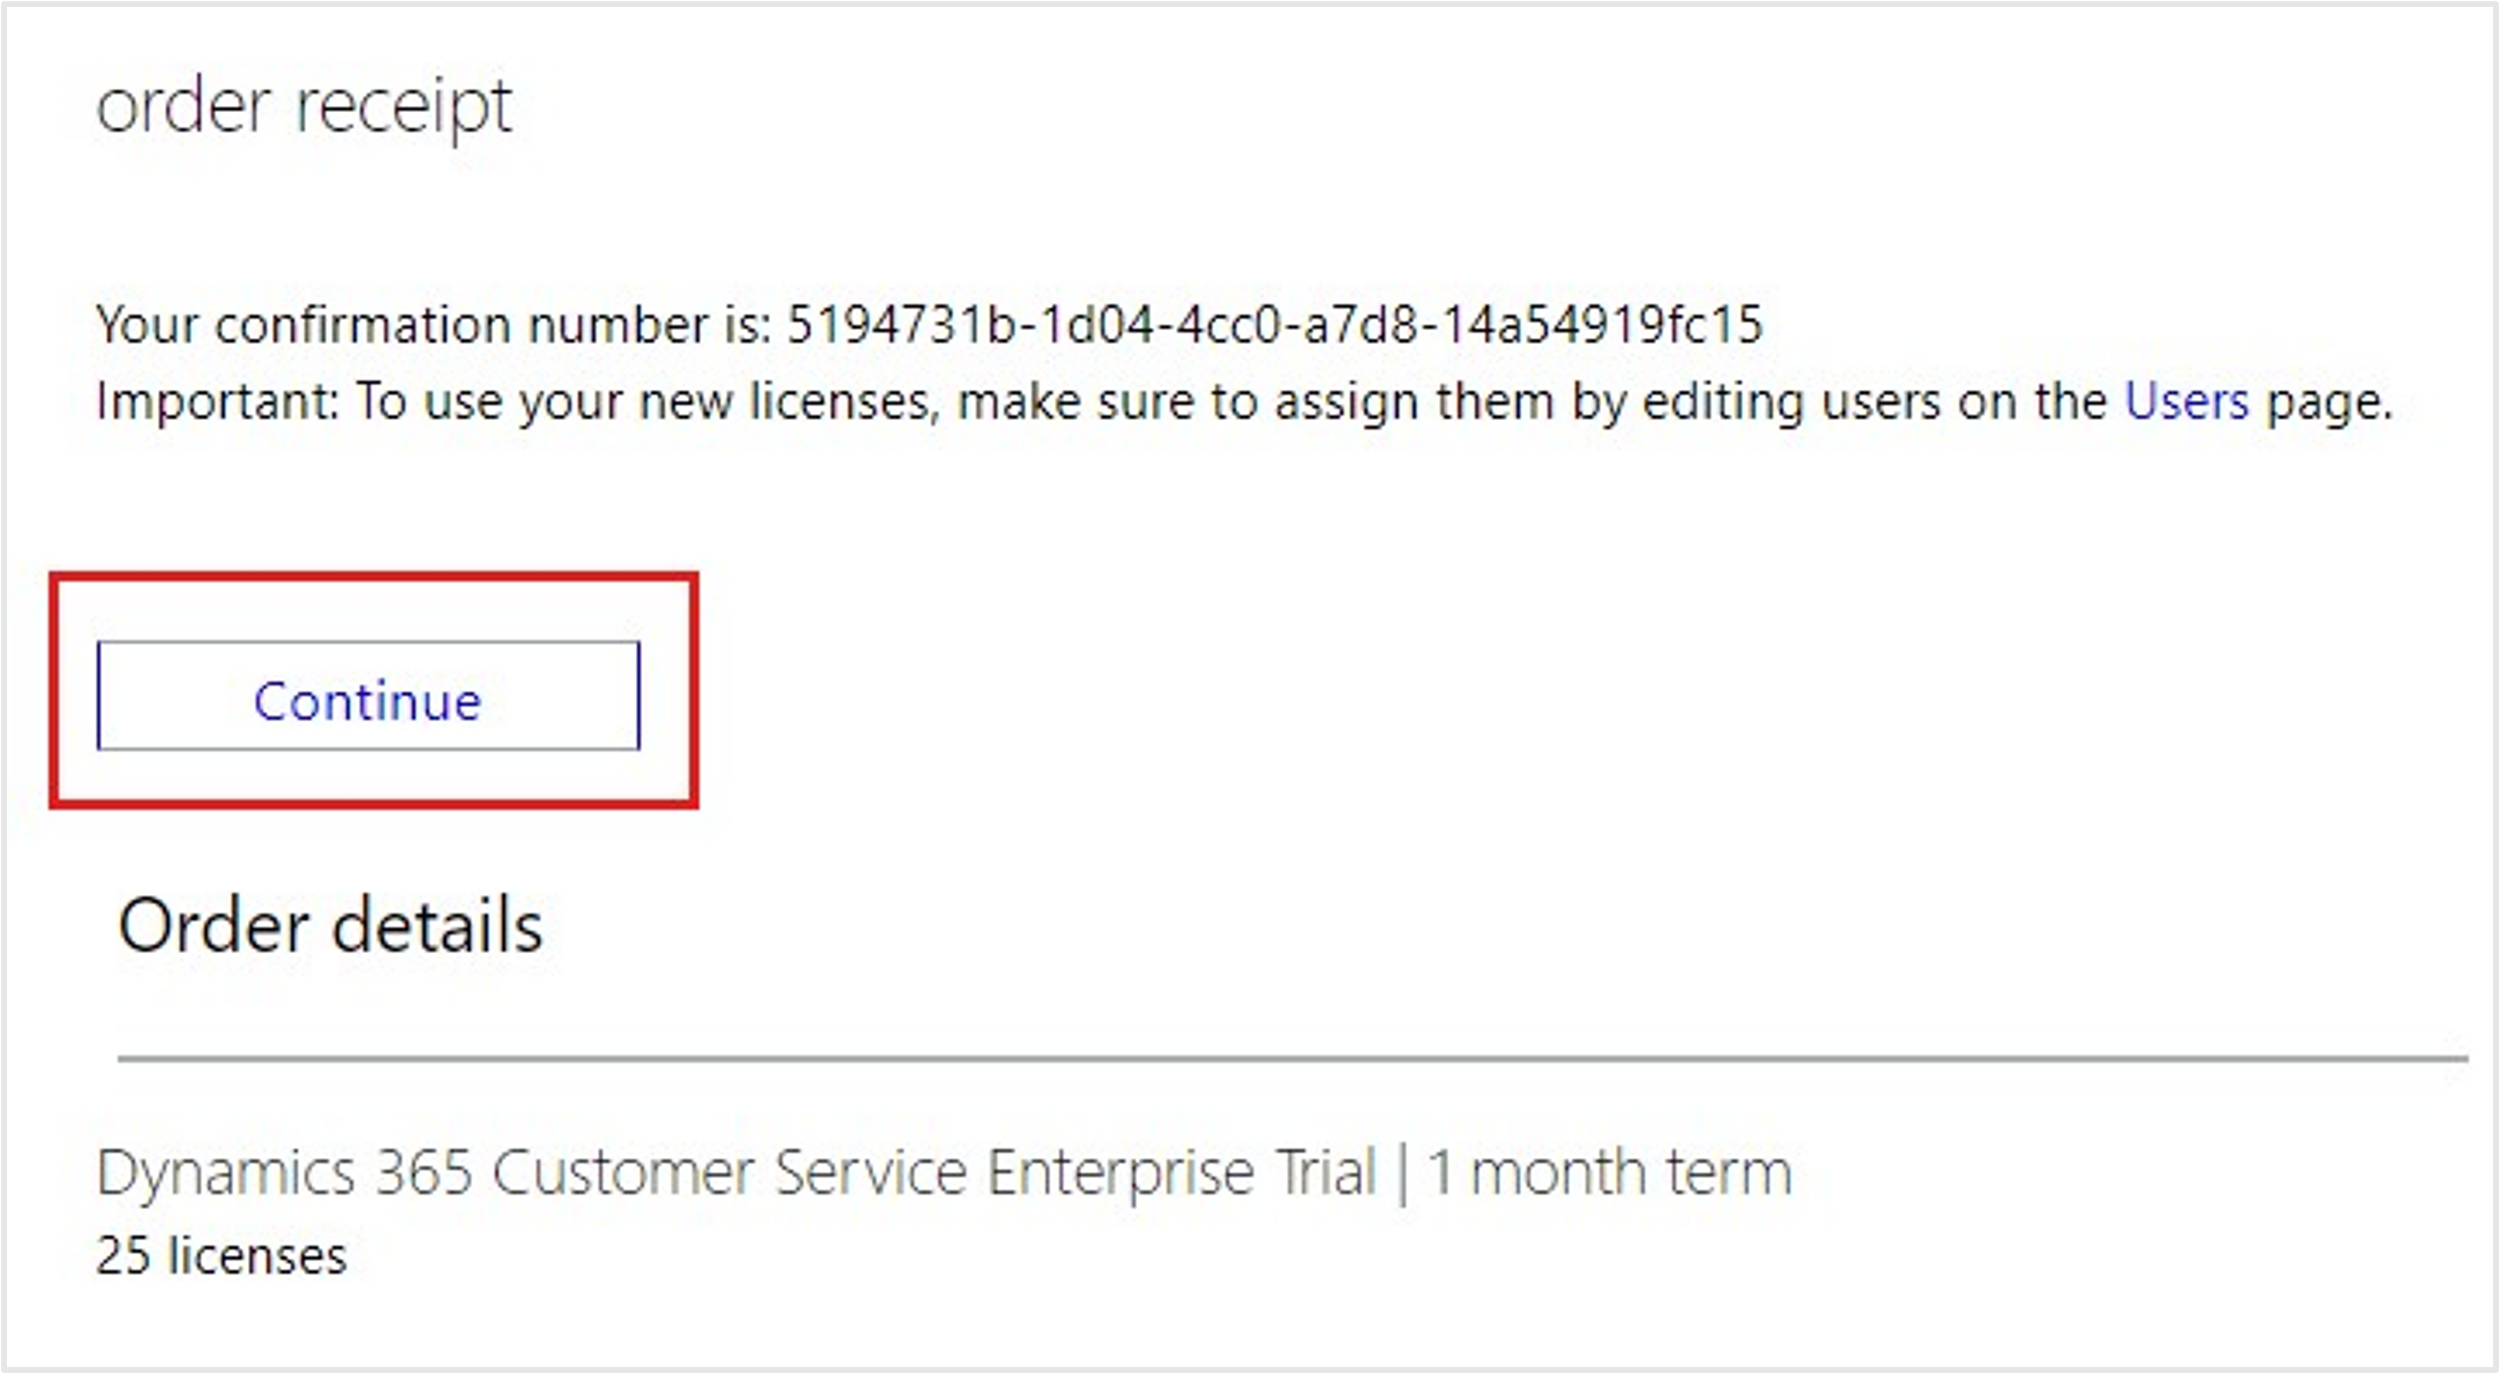 order receipt
Your confirmation number is: 5194731b-1d04-4cc0-a7d8-14a54919fc15
Important: To use your new licenses, make sure to assign them by editing users on the Users page.
Continue
Order details
Dynamics 365 Customer Service Enterprise Trial | 1 month term
25 licenses